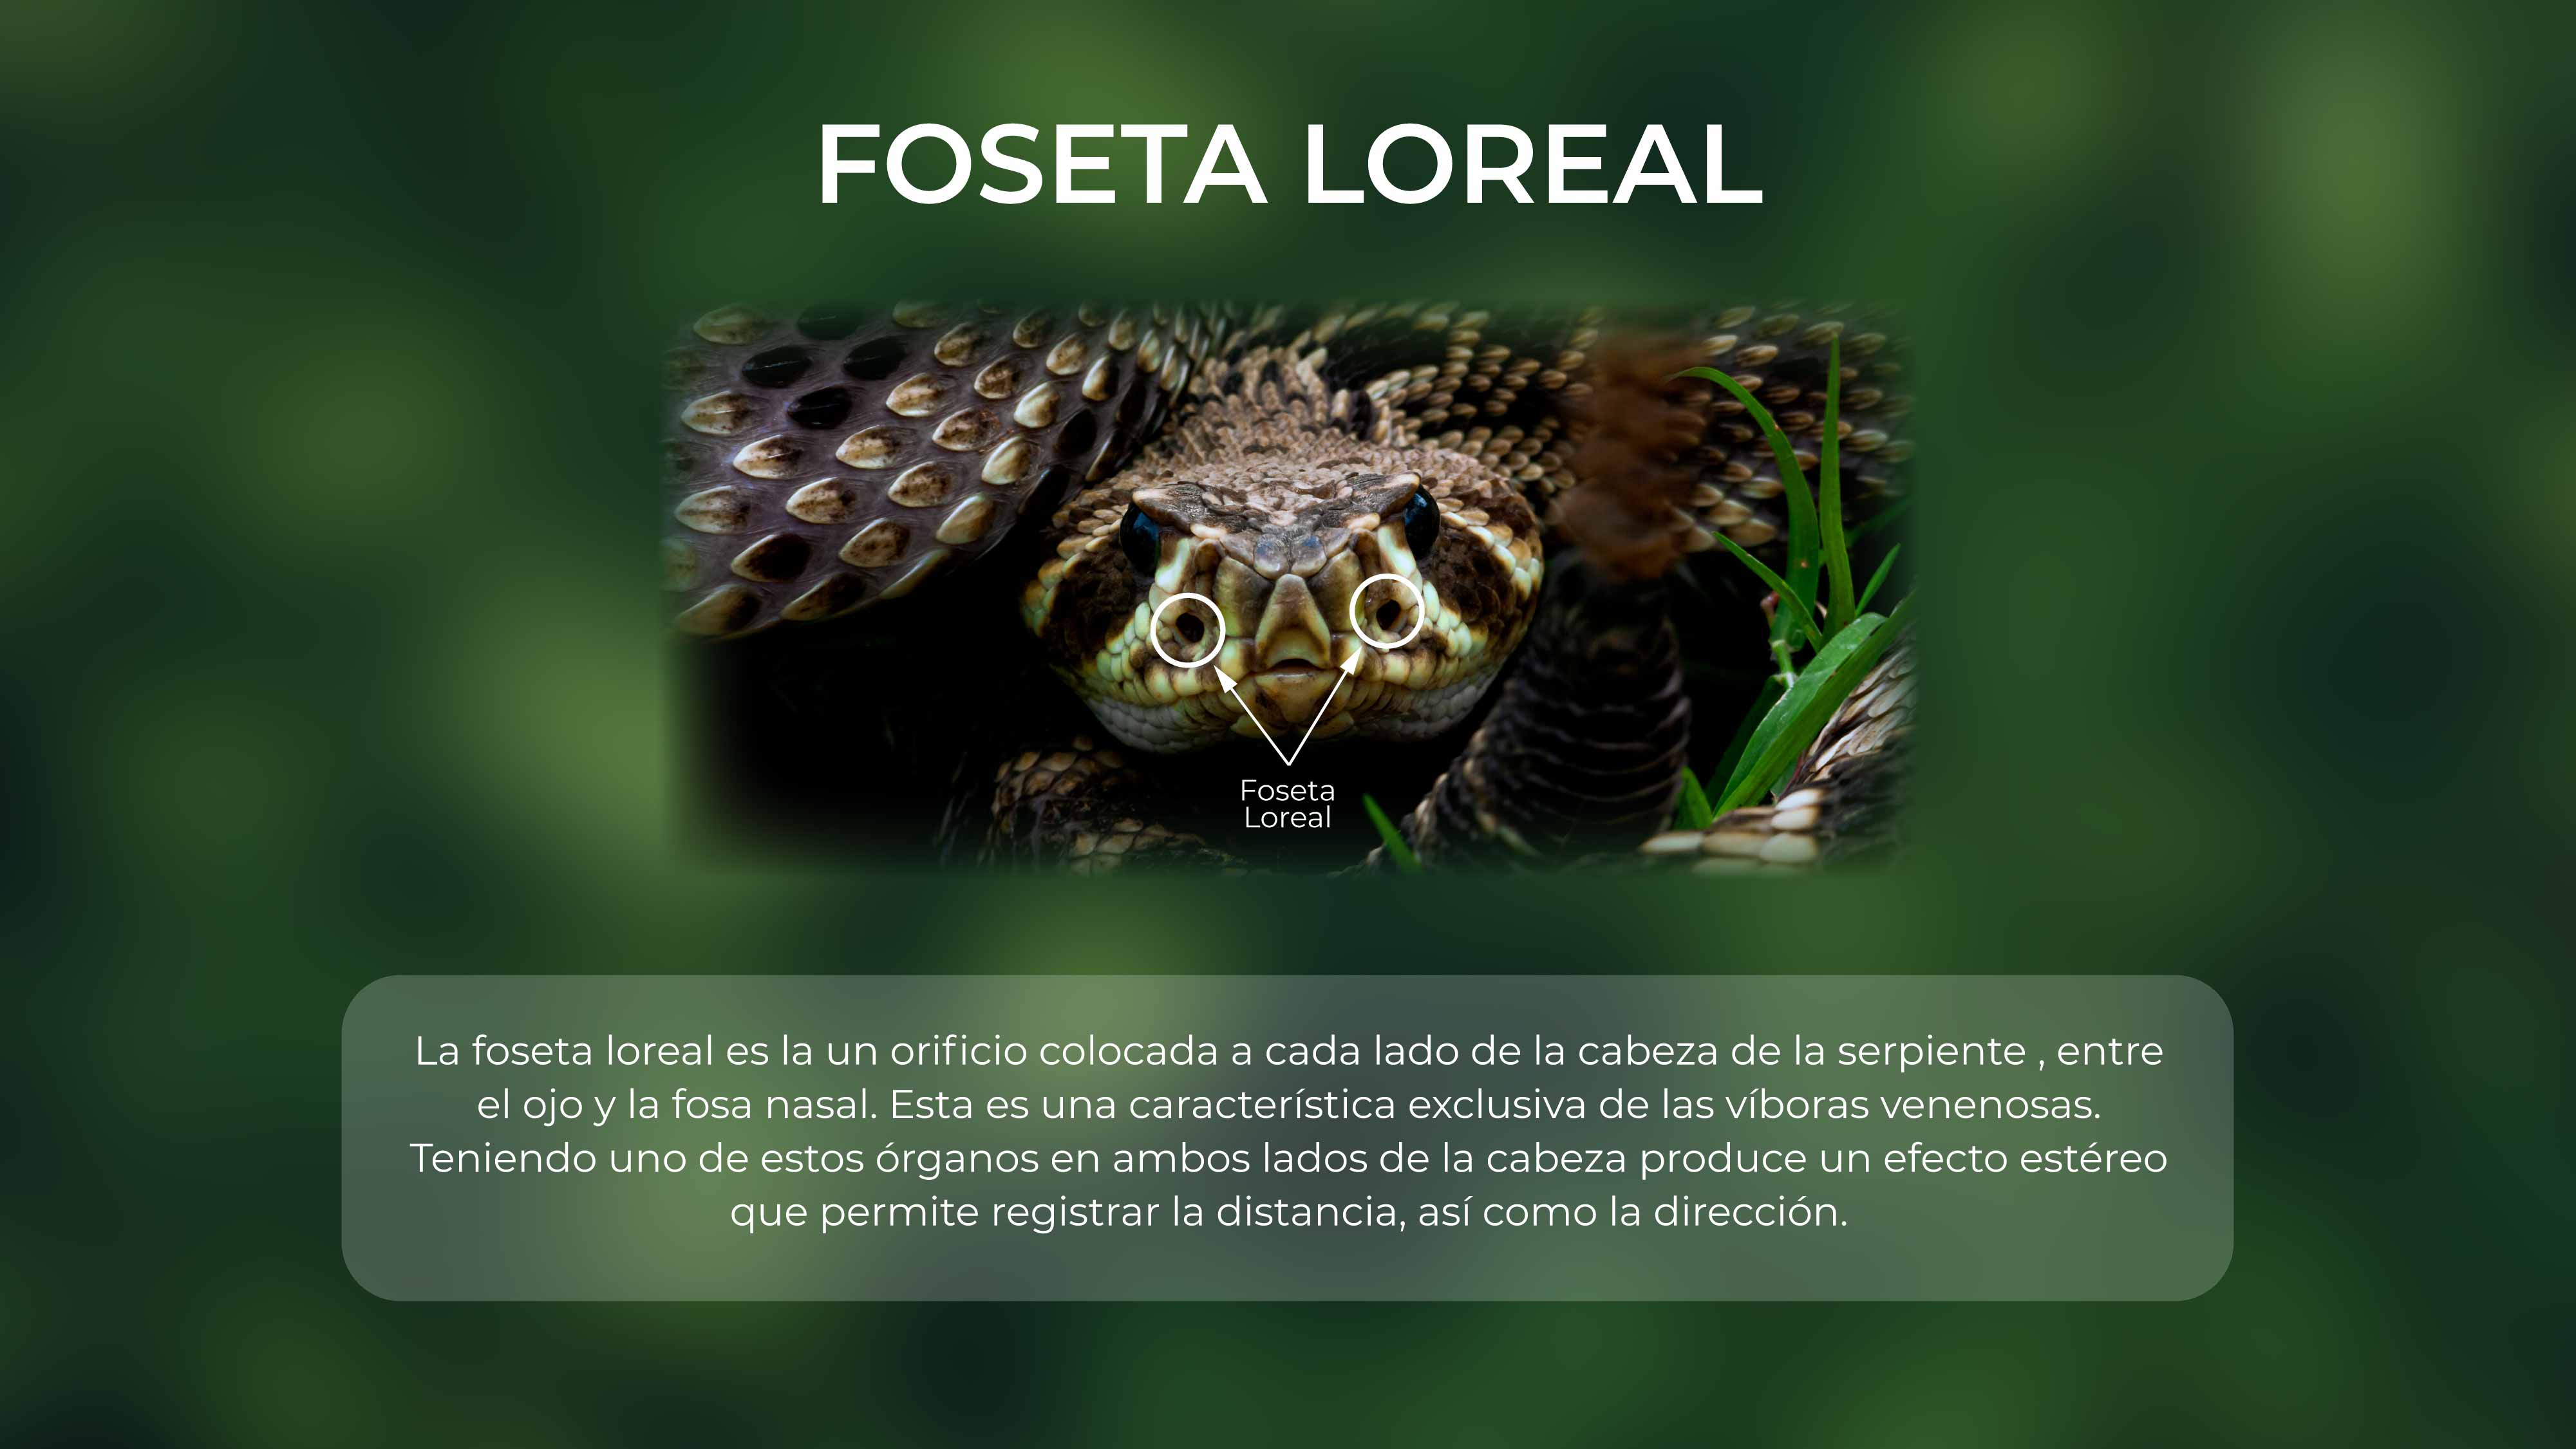 FOSETA LOREAL
Foseta
Loreal
La foseta loreal es la un orificio colocada a cada lado de la cabeza de la serpiente , entre
el ojo y la fosa nasal. Esta es una característica exclusiva de las víboras venenosas.
Teniendo uno de estos órganos en ambos lados de la cabeza produce un efecto estéreo
que permite registrar la distancia, así como la dirección.